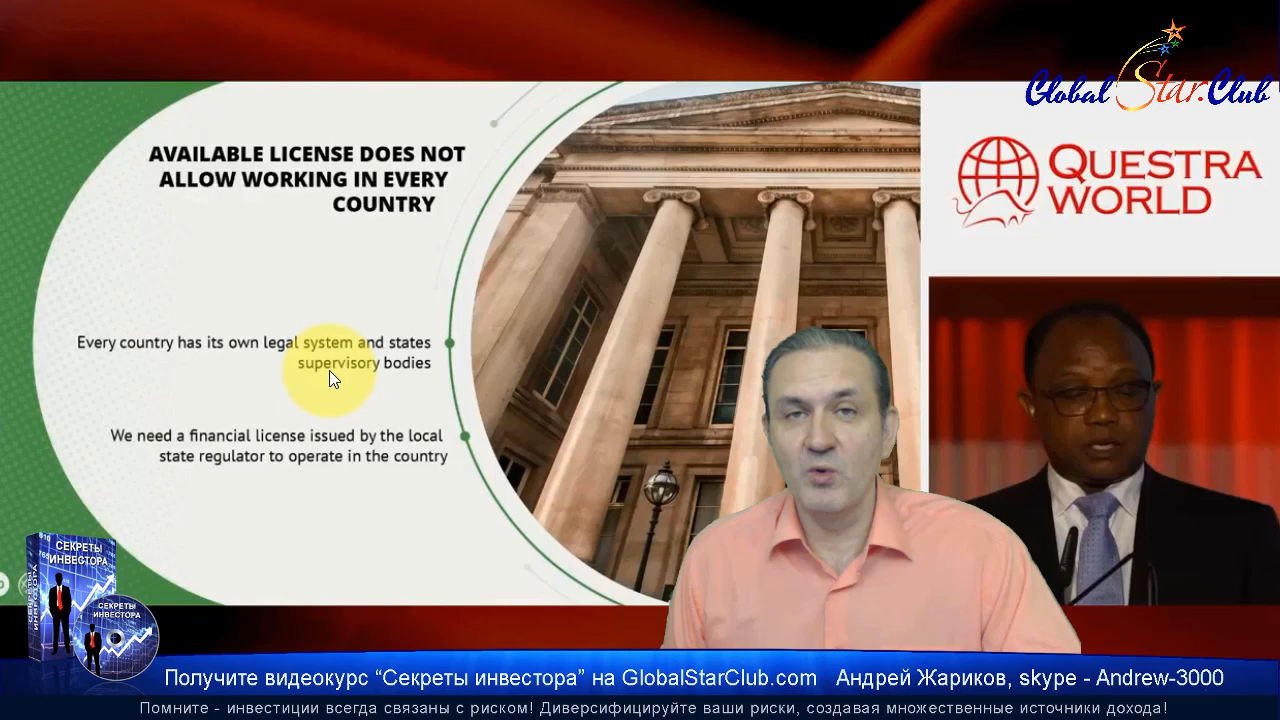 Global Star.Club
AVAILABLE LICENSE DOES NOT
ALLOW WORKING IN EVERY
COUNTRY
QUESTRA
WORLD
Every country has its own legal system and states
supervisory bodies
We need a financial license issued by the local
state regulator to operate in the country
СЕКРЕТЫ
ИНВЕСТОРА
СЕКРЕТЫ
ИНВЕСТОРА
Получите видеокурс “Секреты инвестора” на GlobalStarClub.com Андрей Жариков, skype - Andrew-3000
Помните - инвестиции всегда связаны с риском! Диверсифицируйте ваши риски, создавая множественные источники дохода!